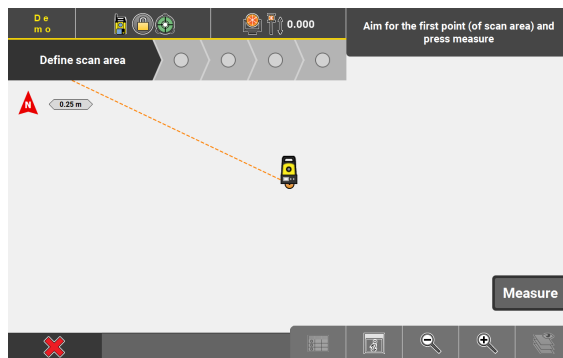 De
mo
0.000
Aim for the first point (of scan area) and
press measure
Define scan area
N
0.25 m
Measure